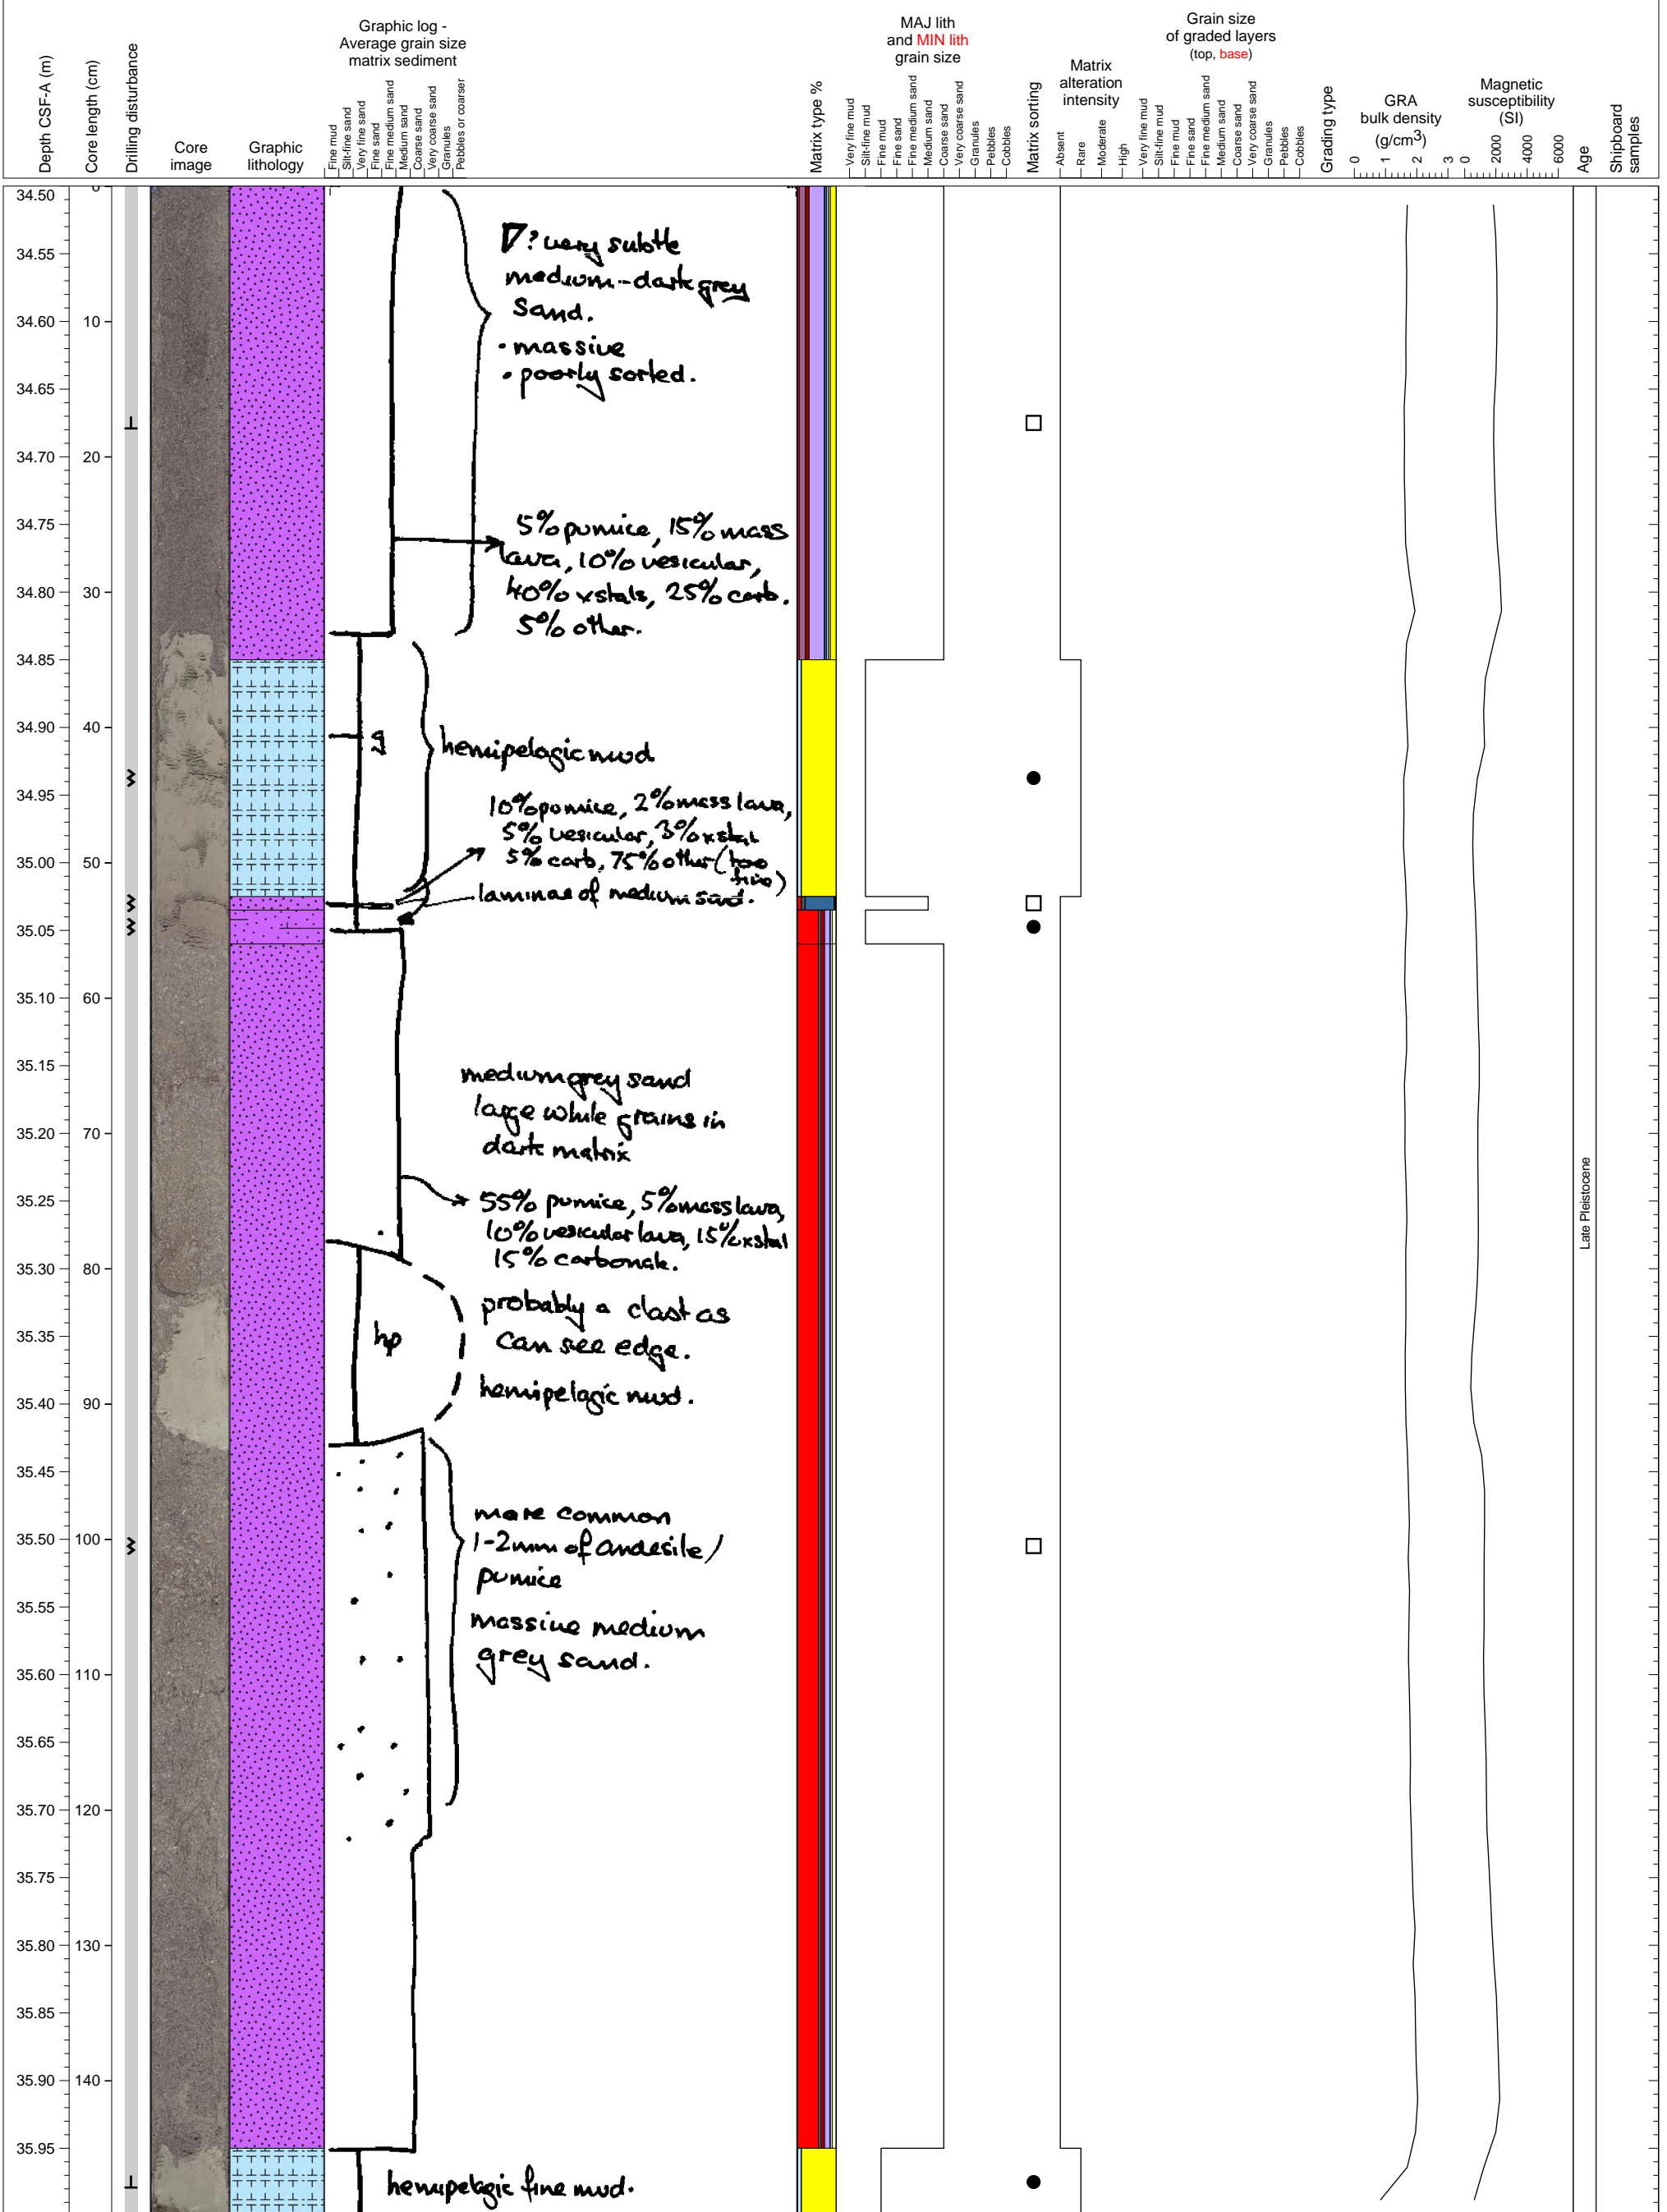 Depth CSF-A (m)
Core length (cm)
Drilling disturbance
Core
image
Graphic
lithology
Graphic log -
Average grain size
matrix sediment
Fine mud
Silt-fine sand
Very fine sand
Fine sand
Fine medium sand
Medium sand
Coarse sand
Very coarse sand
Granules
Pebbles or coarser
Matrix type %
MAJ lith
and MIN lith
grain size
Very fine mud
Silt-fine mud
Fine mud
Fine sand
Fine medium sand
Medium sand
Coarse sand
Very coarse sand
Granules
Pebbles
Cobbles
Matrix sorting
Matrix
alteration
intensity
Absent
Rare
Moderate
High
Grain size
of graded layers
(top, base)
Very fine mud
Silt-fine mud
Fine mud
Fine sand
Fine medium sand
Medium sand
Coarse sand
Very coarse sand
Granules
Pebbles
Cobbles
Grading type
GRA
bulk density
(g/cm3)
0 1 2 3
Magnetic
susceptibility
(SI)
0 2000 4000 6000
Age
Shipboard
samples
34.50 0
34.55
34.60 10
34.65
34.70 20
34.75
34.80 30
34.85
34.90 40
34.95
35.00 50
35.05
35.10 60
35.15
35.20 70
35.25
35.30 80
35.35
35.40 90
35.45
35.50 100
35.55
35.60 110
35.65
35.70 120
35.75
35.80 130
35.85
35.90 140
35.95
? very subtle
medium-dark grey
Sand.
• massive
• poorly sorted.
5% pumice, 15% mass
lava, 10% vesicular,
40% xstals, 25% carb.
5% other.
hemipelagic mud
10% pumice, 2% mass lava,
5% vesicular, 3% xstal
5% carb, 75% other (too
fine)
laminae of medium sand.
medium grey sand
large white grains in
dark matrix
55% pumice, 5% mass lava,
10% vesicular lava, 15% xstal
15% carbonate.
hp
probably a clast as
can see edge.
hemipelagic mud.
more common
1-2mm of andesite/
pumice
massive medium
grey sand.
hemipelagic fine mud.
Late Pleistocene